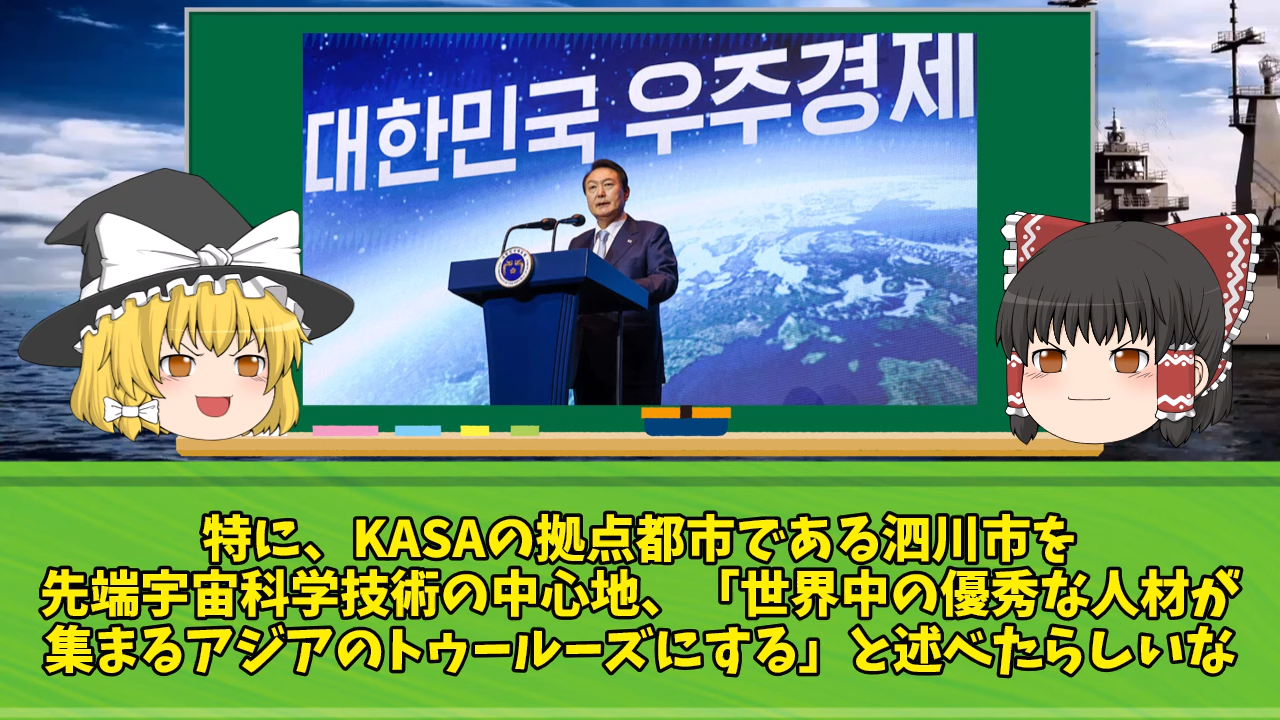 대한민국 우주경제
特に、KASAの拠点都市である泗川市を
先端宇宙科学技術の中心地、「世界中の優秀な人材が
集まるアジアのトゥールーズにする」と述べたらしいな